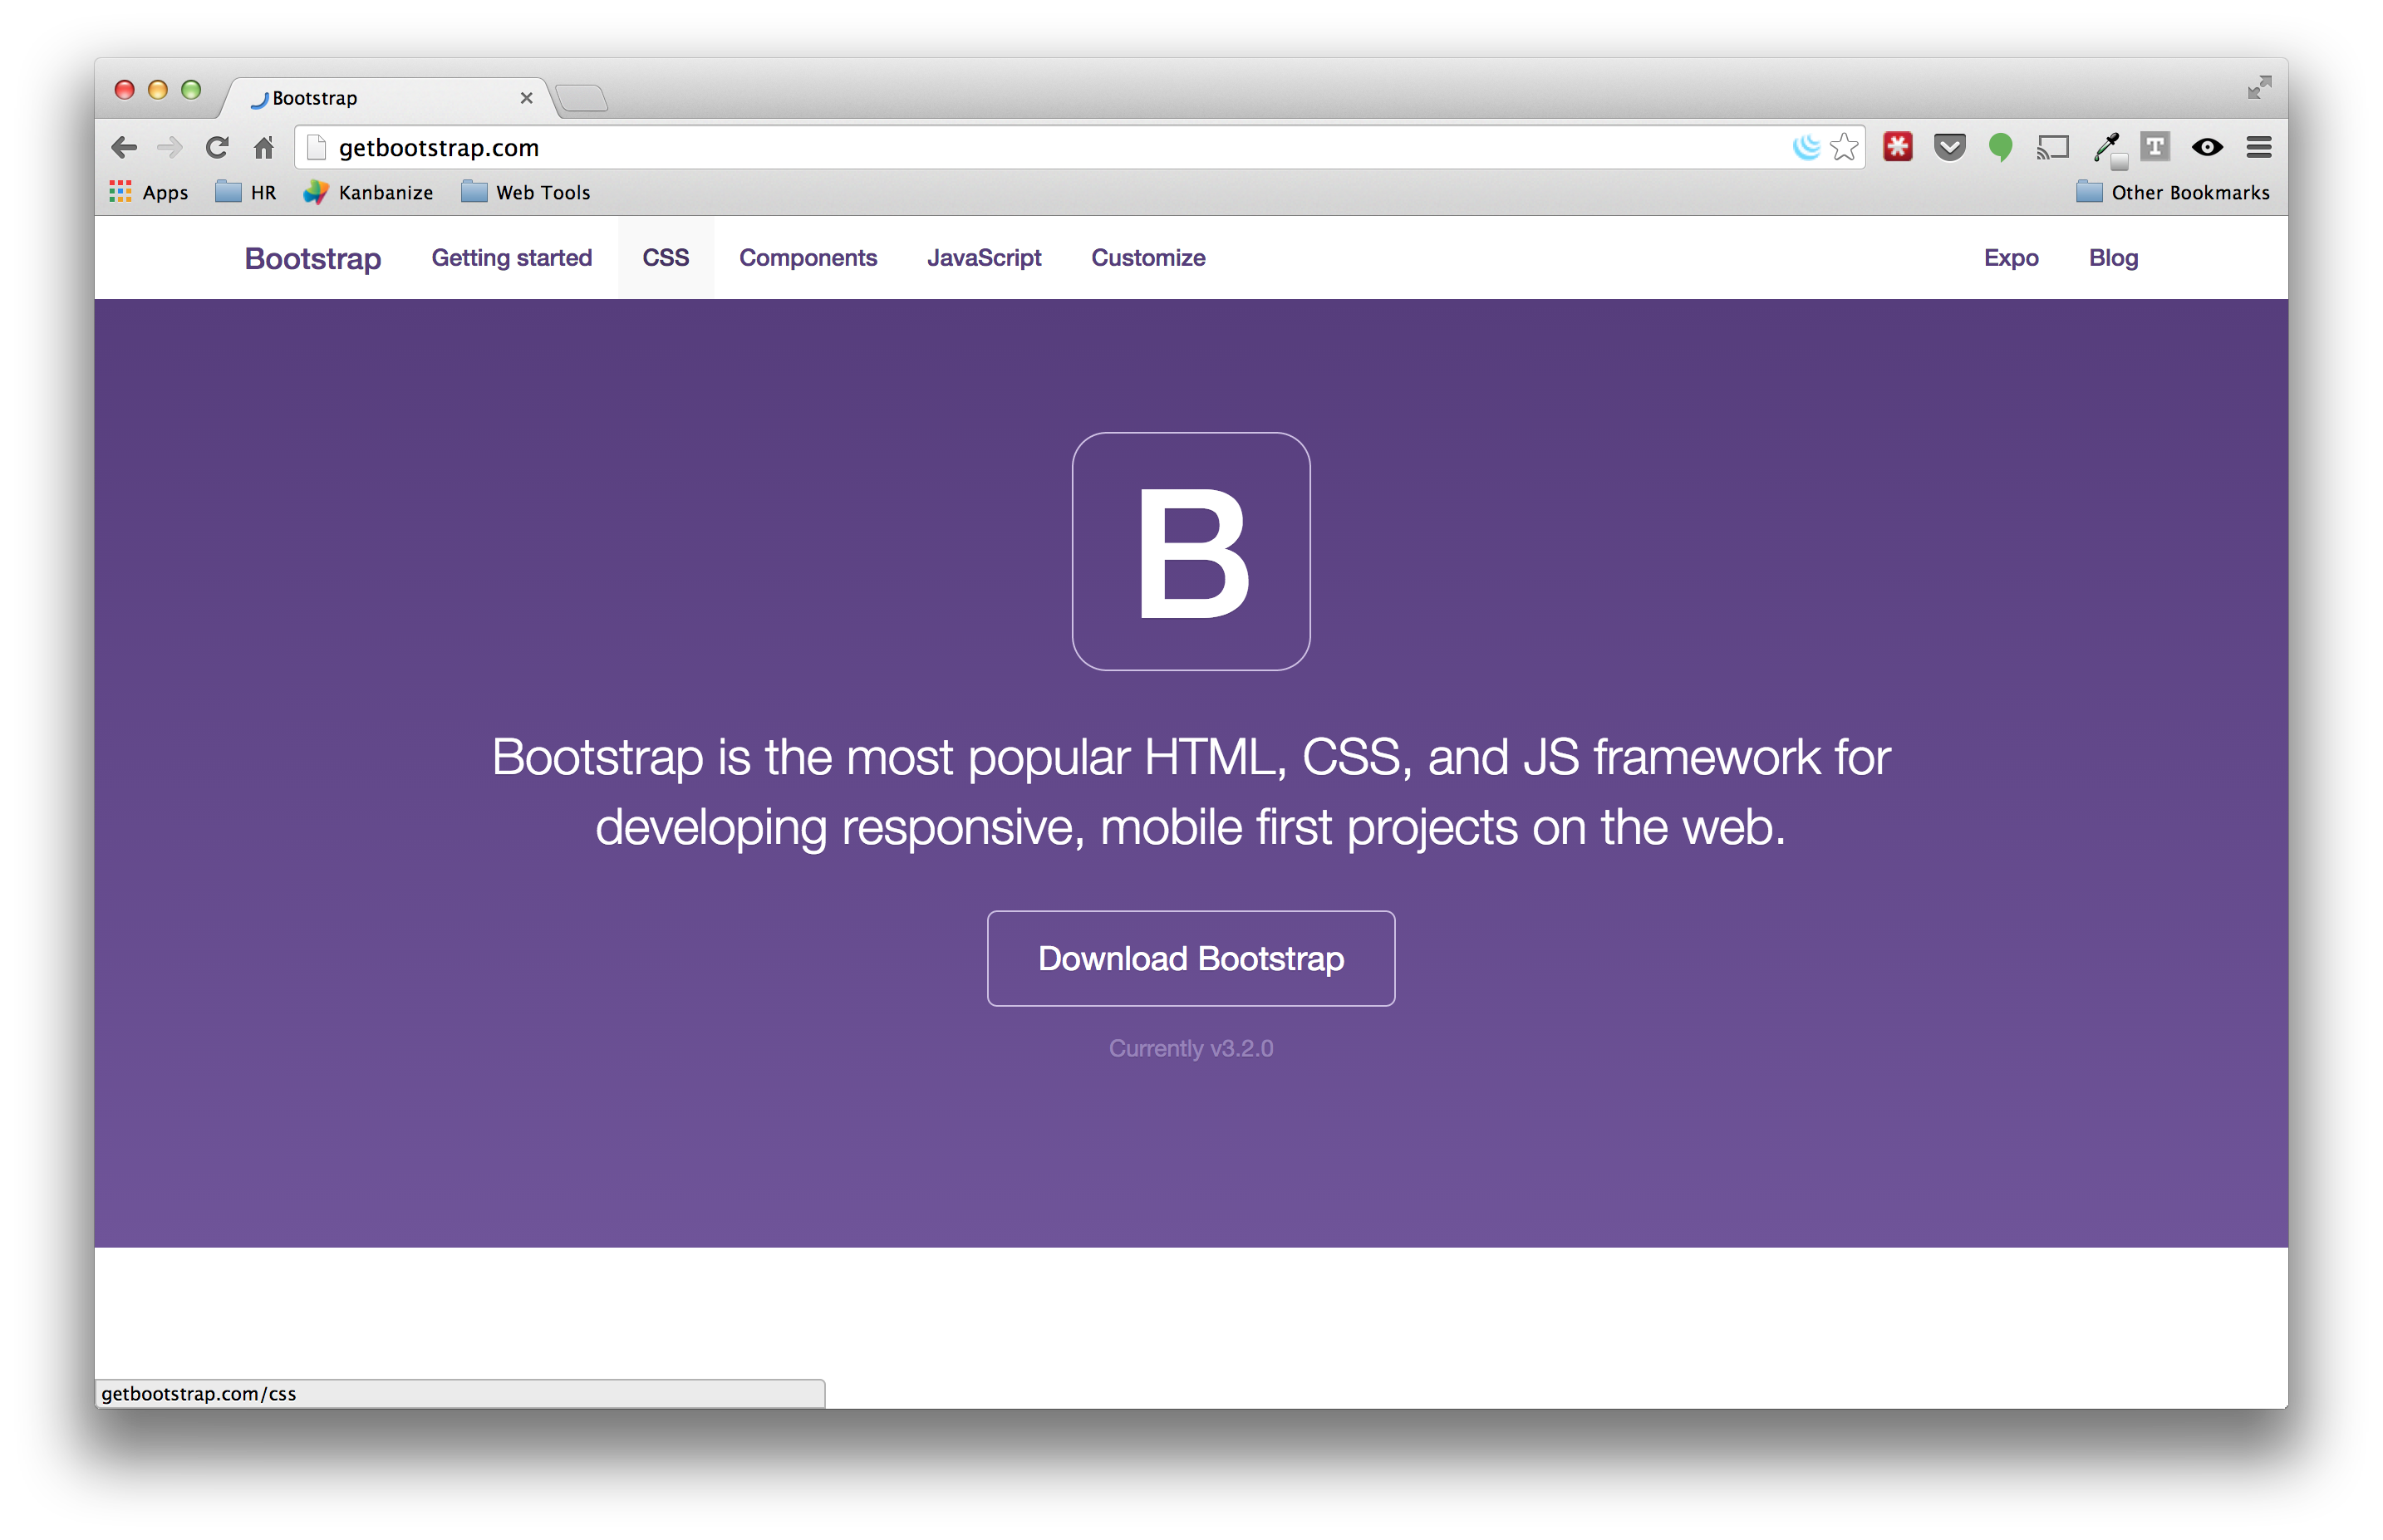 Bootstrap
getbootstrap.com
Apps HR Kanbanize Web Tools Other Bookmarks
Bootstrap Getting started CSS Components JavaScript Customize Expo Blog
B
Bootstrap is the most popular HTML, CSS, and JS framework for
developing responsive, mobile first projects on the web.
Download Bootstrap
Currently v3.2.0
getbootstrap.com/css